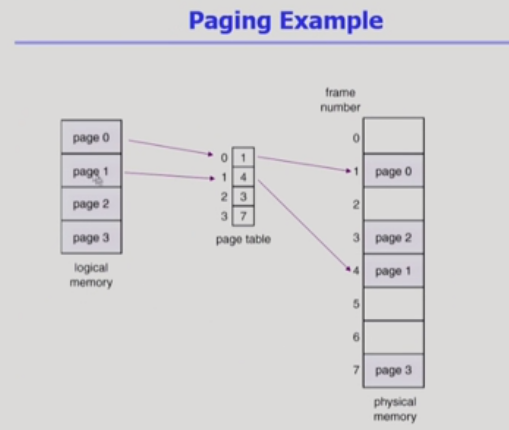 Paging Example
page 0
page 1
page 2
page 3
logical
memory
0 1
1 4
2 3
3 7
page table
frame
number
0
1 page 0
2
3 page 2
4 page 1
5
6
7 page 3
physical
memory